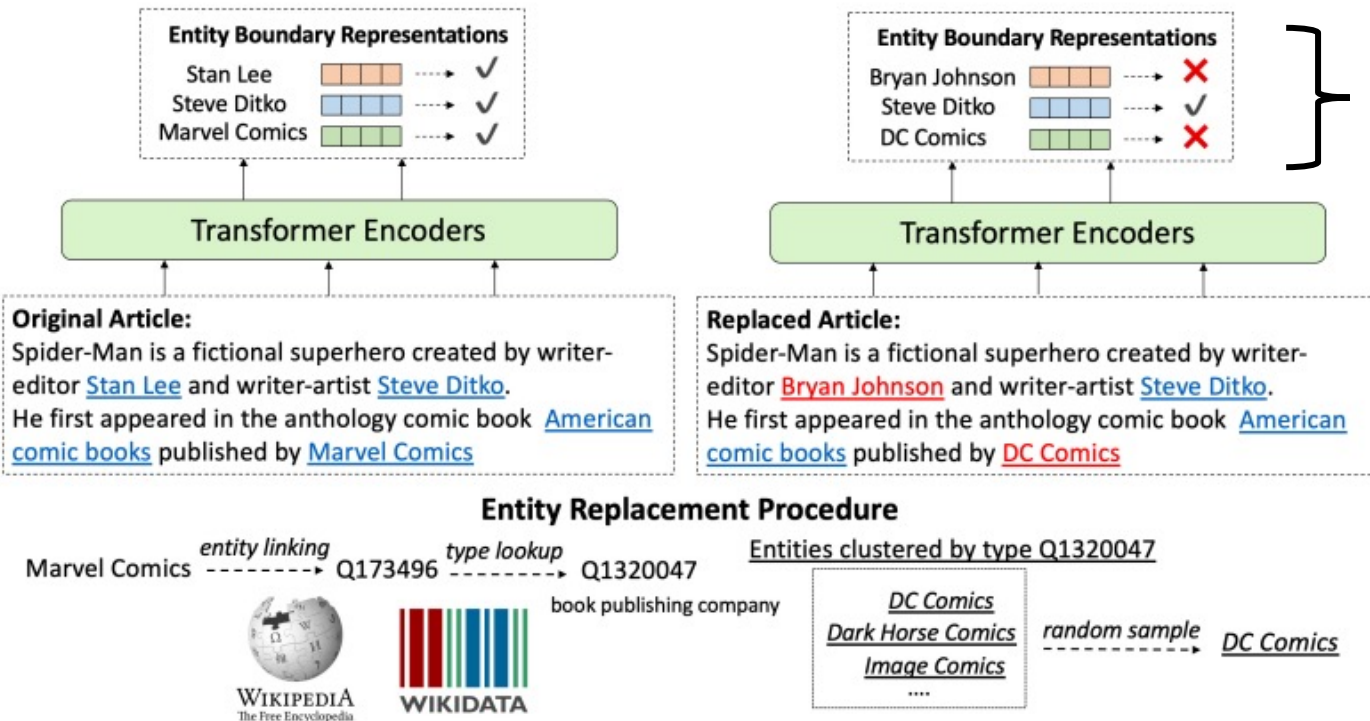 Entity Boundary Representations
Stan Lee
Steve Ditko
Marvel Comics
Transformer Encoders
Original Article:
Spider-Man is a fictional superhero created by writer-
editor Stan Lee and writer-artist Steve Ditko.
He first appeared in the anthology comic book American
comic books published by Marvel Comics
Entity Boundary Representations
Bryan Johnson
Steve Ditko
DC Comics
Transformer Encoders
Replaced Article:
Spider-Man is a fictional superhero created by writer-
editor Bryan Johnson and writer-artist Steve Ditko.
He first appeared in the anthology comic book American
comic books published by DC Comics
Entity Replacement Procedure
Marvel Comics entity linking Q173496 type lookup Q1320047
book publishing company
WIKIPEDIA
The Free Encyclopedia
WIKIDATA
Entities clustered by type Q1320047
DC Comics
Dark Horse Comics
Image Comics
....
random sample
DC Comics